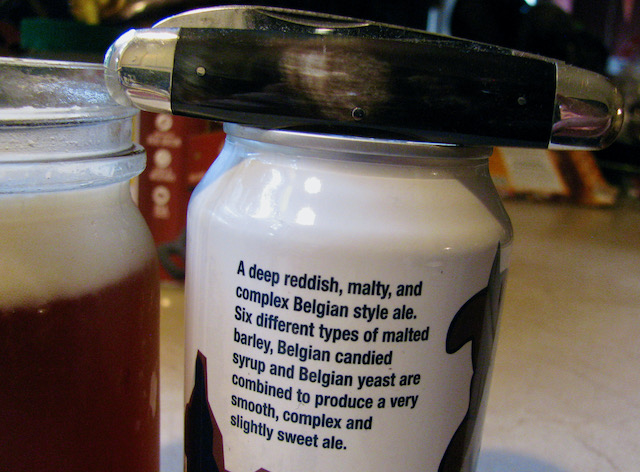 A deep reddish, malty, and
complex Belgian style ale.
Six different types of malted
barley, Belgian candied
syrup and Belgian yeast are
combined to produce a very
smooth, complex and
slightly sweet ale.